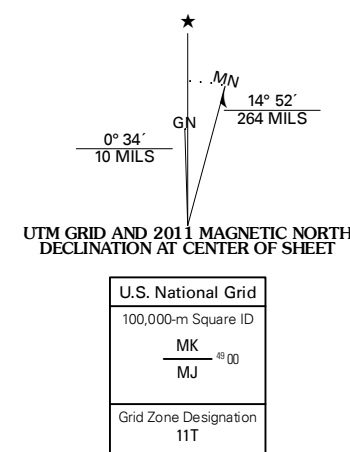 ★
MN
14° 52´
264 MILS
GN
0° 34´
10 MILS
UTM GRID AND 2011 MAGNETIC NORTH
DECLINATION AT CENTER OF SHEET
U.S. National Grid
100,000-m Square ID
MK
49 00
MJ
Grid Zone Designation
11T